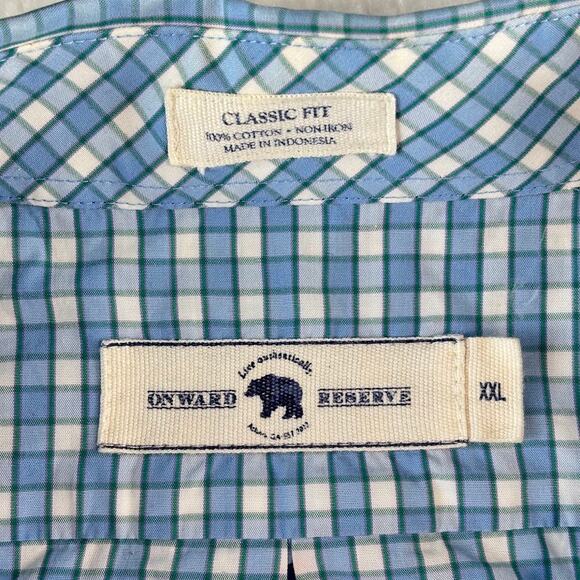 CLASSIC FIT
100% COTTON • NON-IRON
MADE IN INDONESIA
Live authentically.
ONWARD RESERVE
XXL